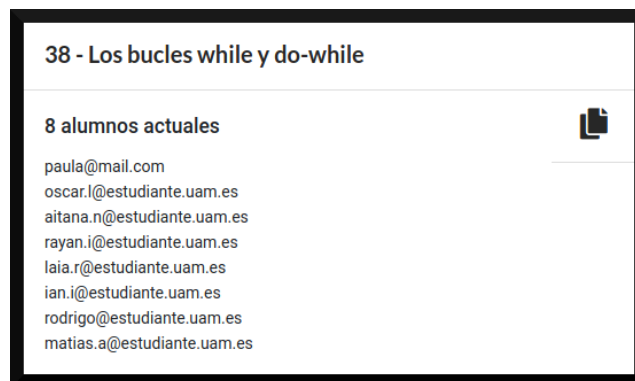 38 - Los bucles while y do-while
8 alumnos actuales
paula@mail.com
oscar.l@estudiante.uam.es
aitana.n@estudiante.uam.es
rayan.i@estudiante.uam.es
laia.r@estudiante.uam.es
ian.i@estudiante.uam.es
rodrigo@estudiante.uam.es
matias.a@estudiante.uam.es